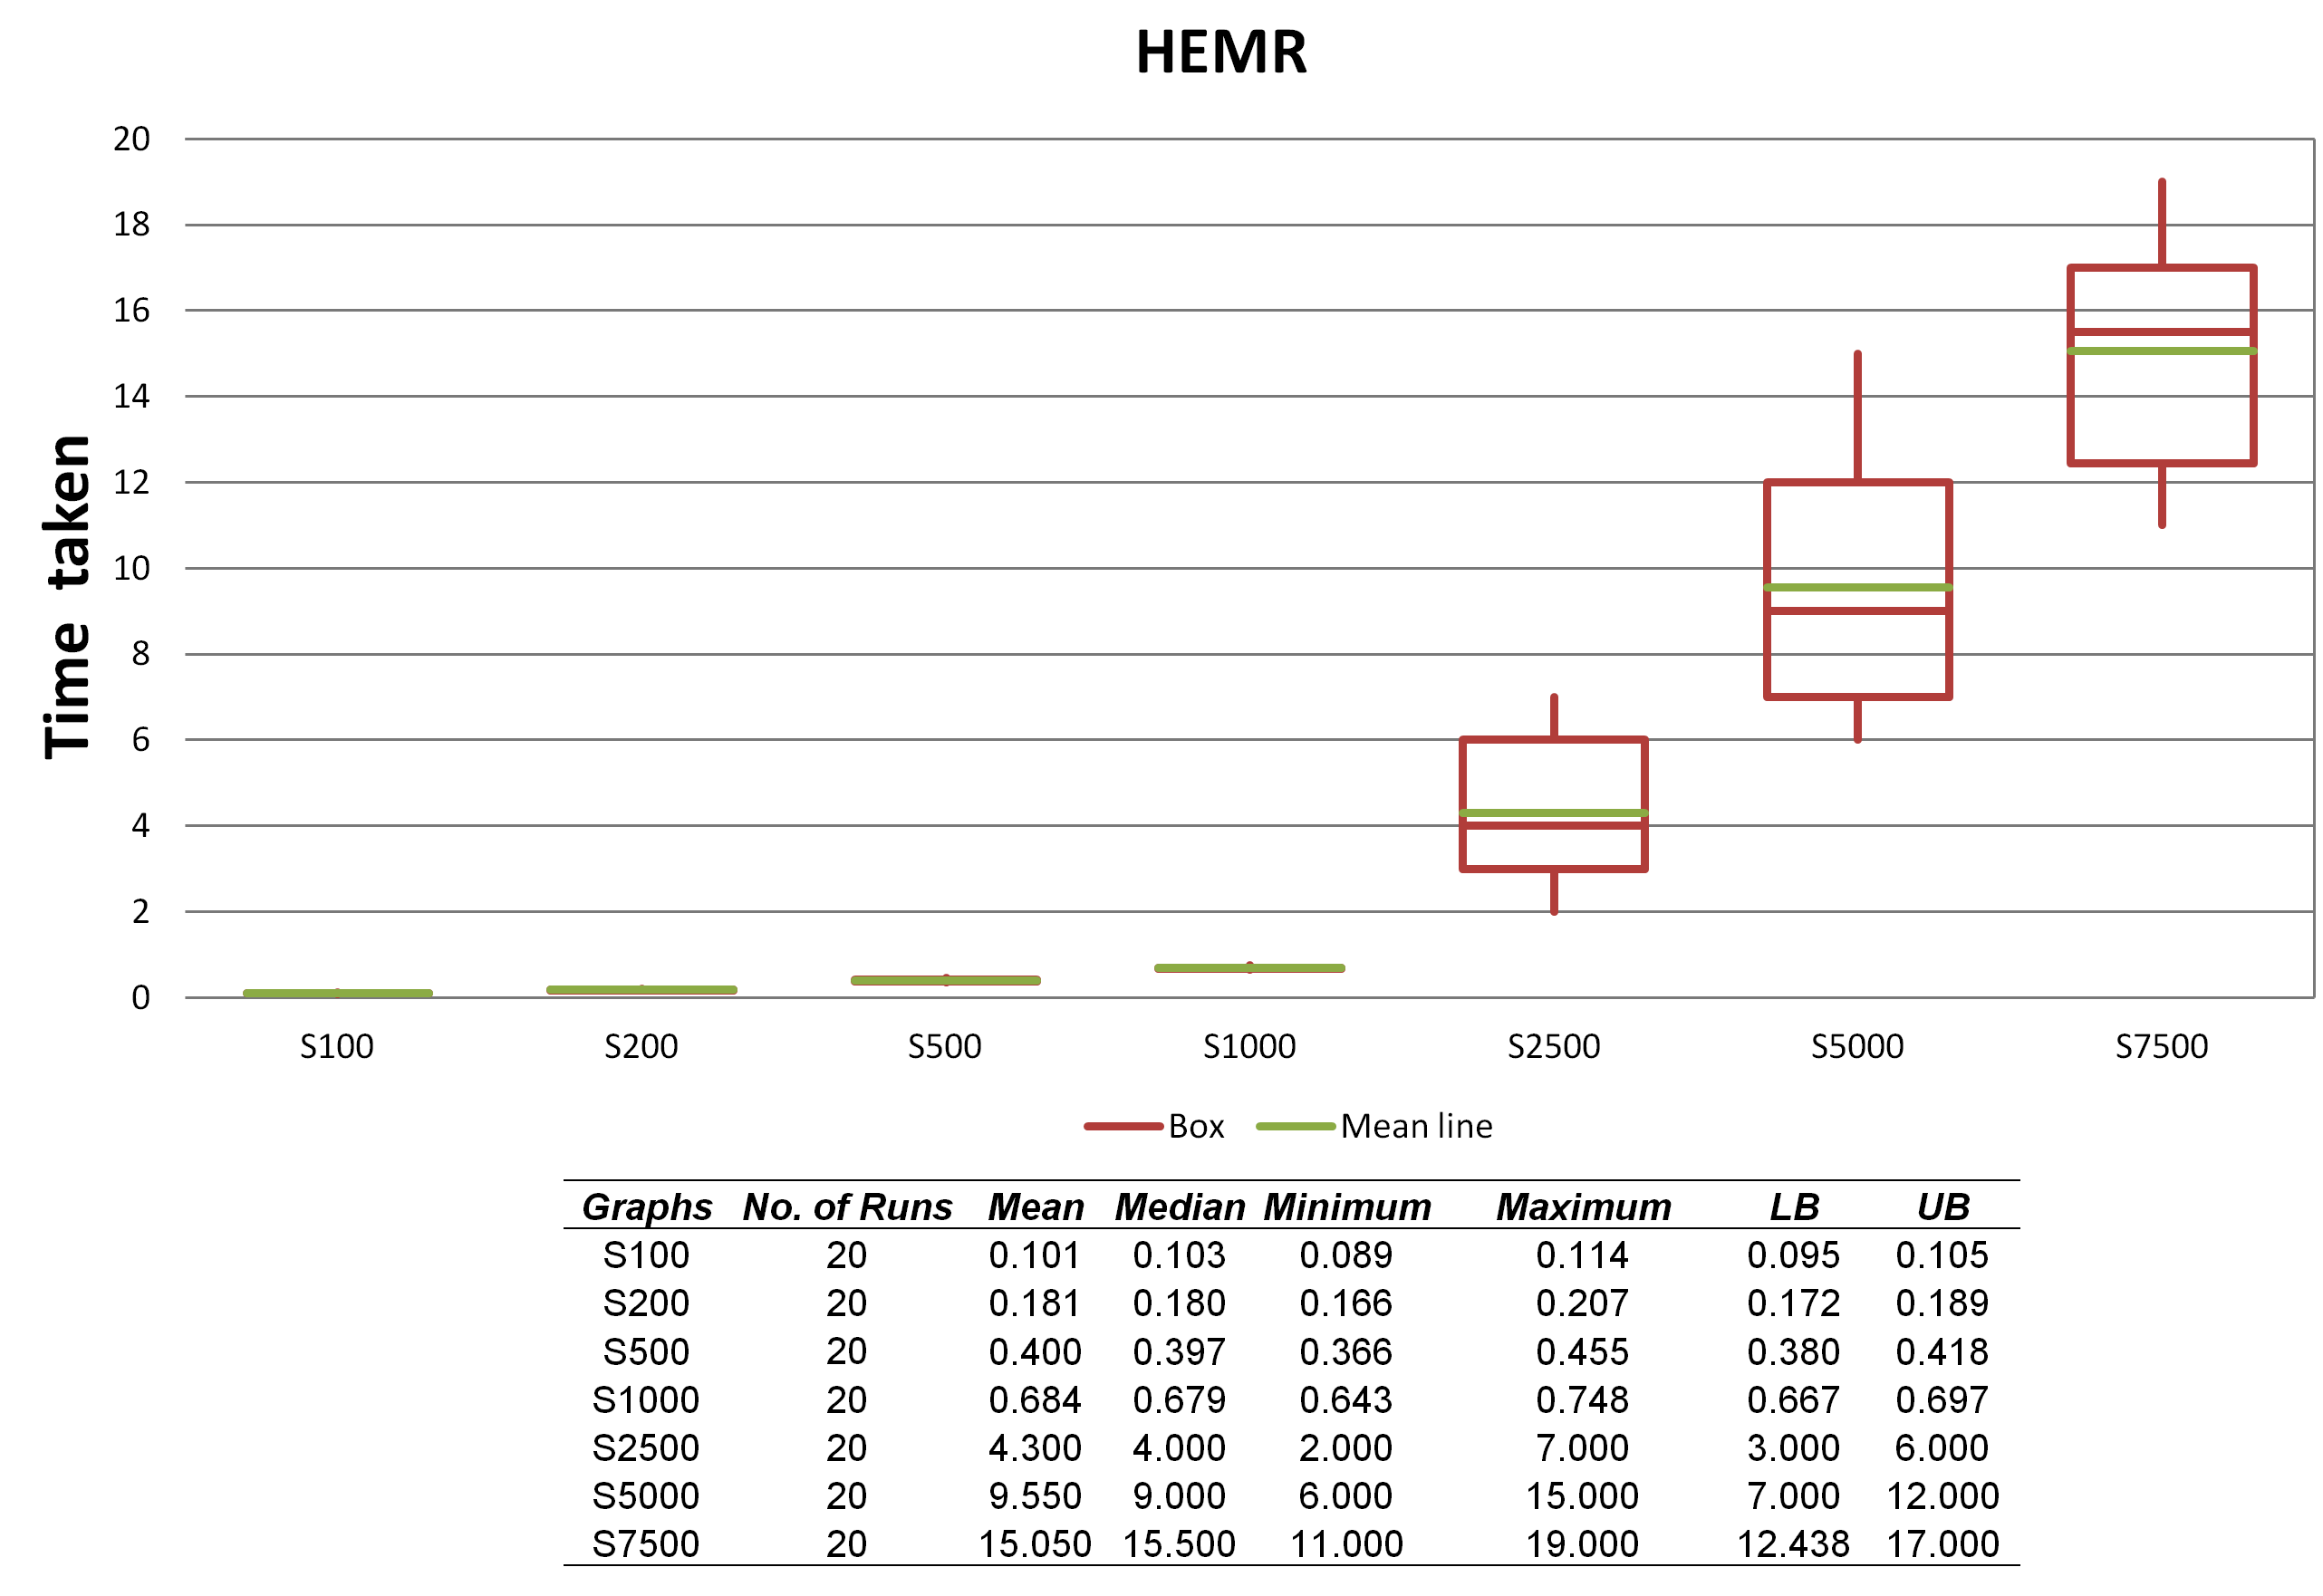 HEMR
20
18
16
14
12
10
8
6
4
2
0
Time taken
S100 S200 S500 S1000 S2500 S5000 S7500
Box Mean line
Graphs No. of Runs Mean Median Minimum Maximum LB UB
S100 20 0.101 0.103 0.089 0.114 0.095 0.105
S200 20 0.181 0.180 0.166 0.207 0.172 0.189
S500 20 0.400 0.397 0.366 0.455 0.380 0.418
S1000 20 0.684 0.679 0.643 0.748 0.667 0.697
S2500 20 4.300 4.000 2.000 7.000 3.000 6.000
S5000 20 9.550 9.000 6.000 15.000 7.000 12.000
S7500 20 15.050 15.500 11.000 19.000 12.438 17.000